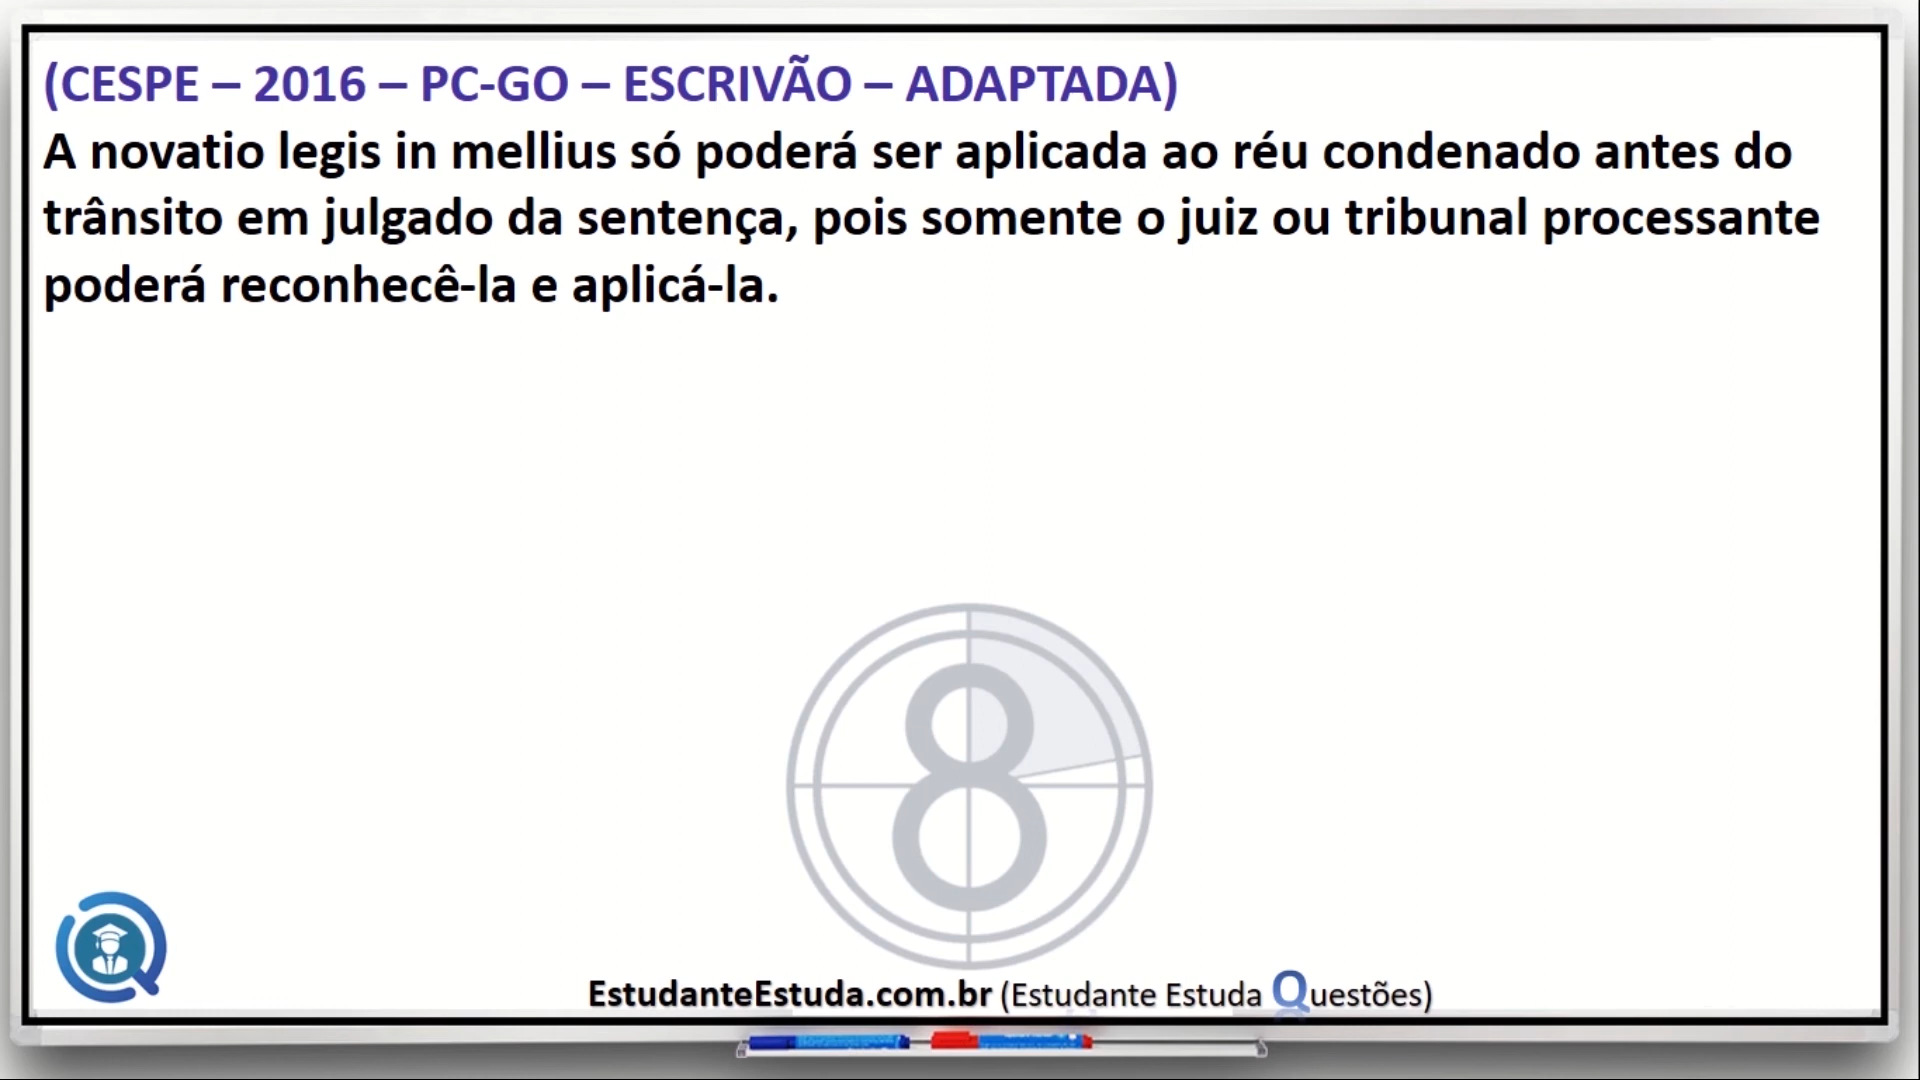 (CESPE – 2016 – PC-GO – ESCRIVÃO – ADAPTADA)
A novatio legis in mellius só poderá ser aplicada ao réu condenado antes do
trânsito em julgado da sentença, pois somente o juiz ou tribunal processante
poderá reconhecê-la e aplicá-la.
8
EstudanteEstuda.com.br (Estudante Estuda Questões)